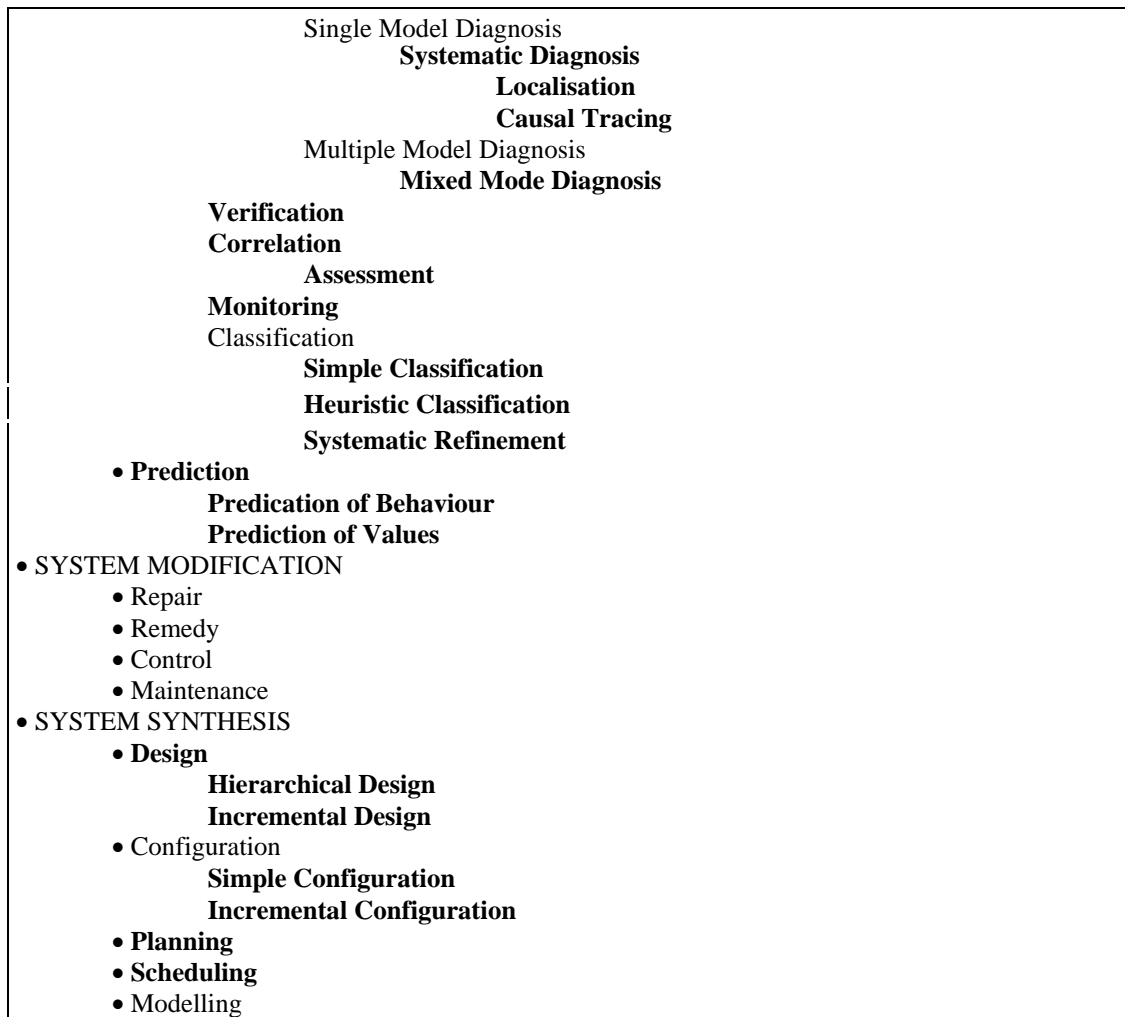 Single Model Diagnosis
Systematic Diagnosis
Localisation
Causal Tracing
Multiple Model Diagnosis
Mixed Mode Diagnosis
Verification
Correlation
Assessment
Monitoring
Classification
Simple Classification
Heuristic Classification
Systematic Refinement
• Prediction
Predication of Behaviour
Prediction of Values
• SYSTEM MODIFICATION
• Repair
• Remedy
• Control
• Maintenance
• SYSTEM SYNTHESIS
• Design
Hierarchical Design
Incremental Design
• Configuration
Simple Configuration
Incremental Configuration
• Planning
• Scheduling
• Modelling